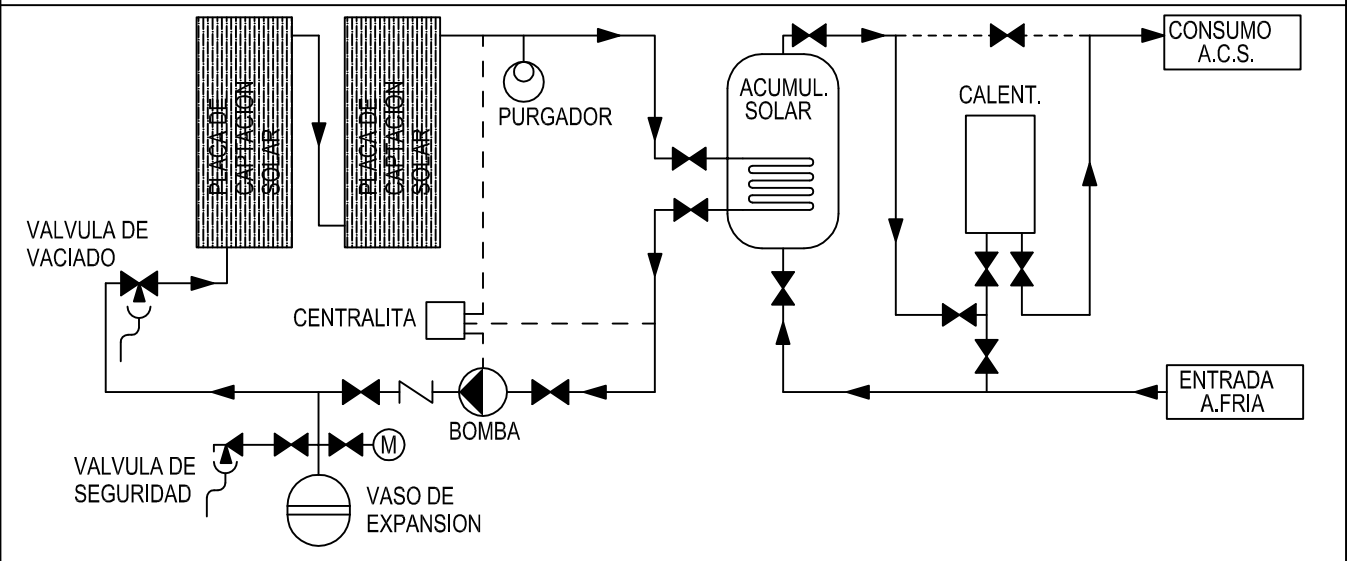 PLACA DE
CAPTACION
SOLAR
PLACA DE
CAPTACION
SOLAR
PURGADOR
ACUMUL.
SOLAR
CALENT.
CONSUMO
A.C.S.
VALVULA DE
VACIADO
CENTRALITA
BOMBA
ENTRADA
A.FRIA
VALVULA DE
SEGURIDAD
M
VASO DE
EXPANSION